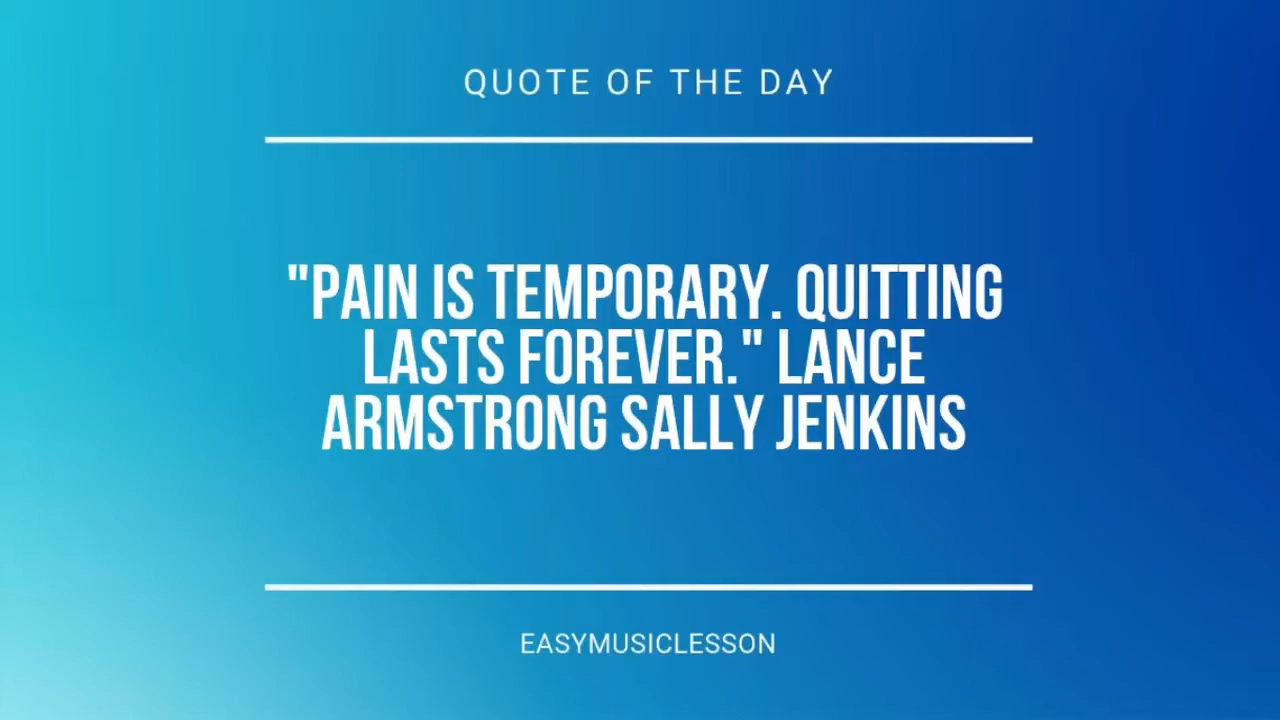 QUOTE OF THE DAY
"PAIN IS TEMPORARY. QUITTING
LASTS FOREVER." LANCE
ARMSTRONG SALLY JENKINS
EASYMUSICLESSON